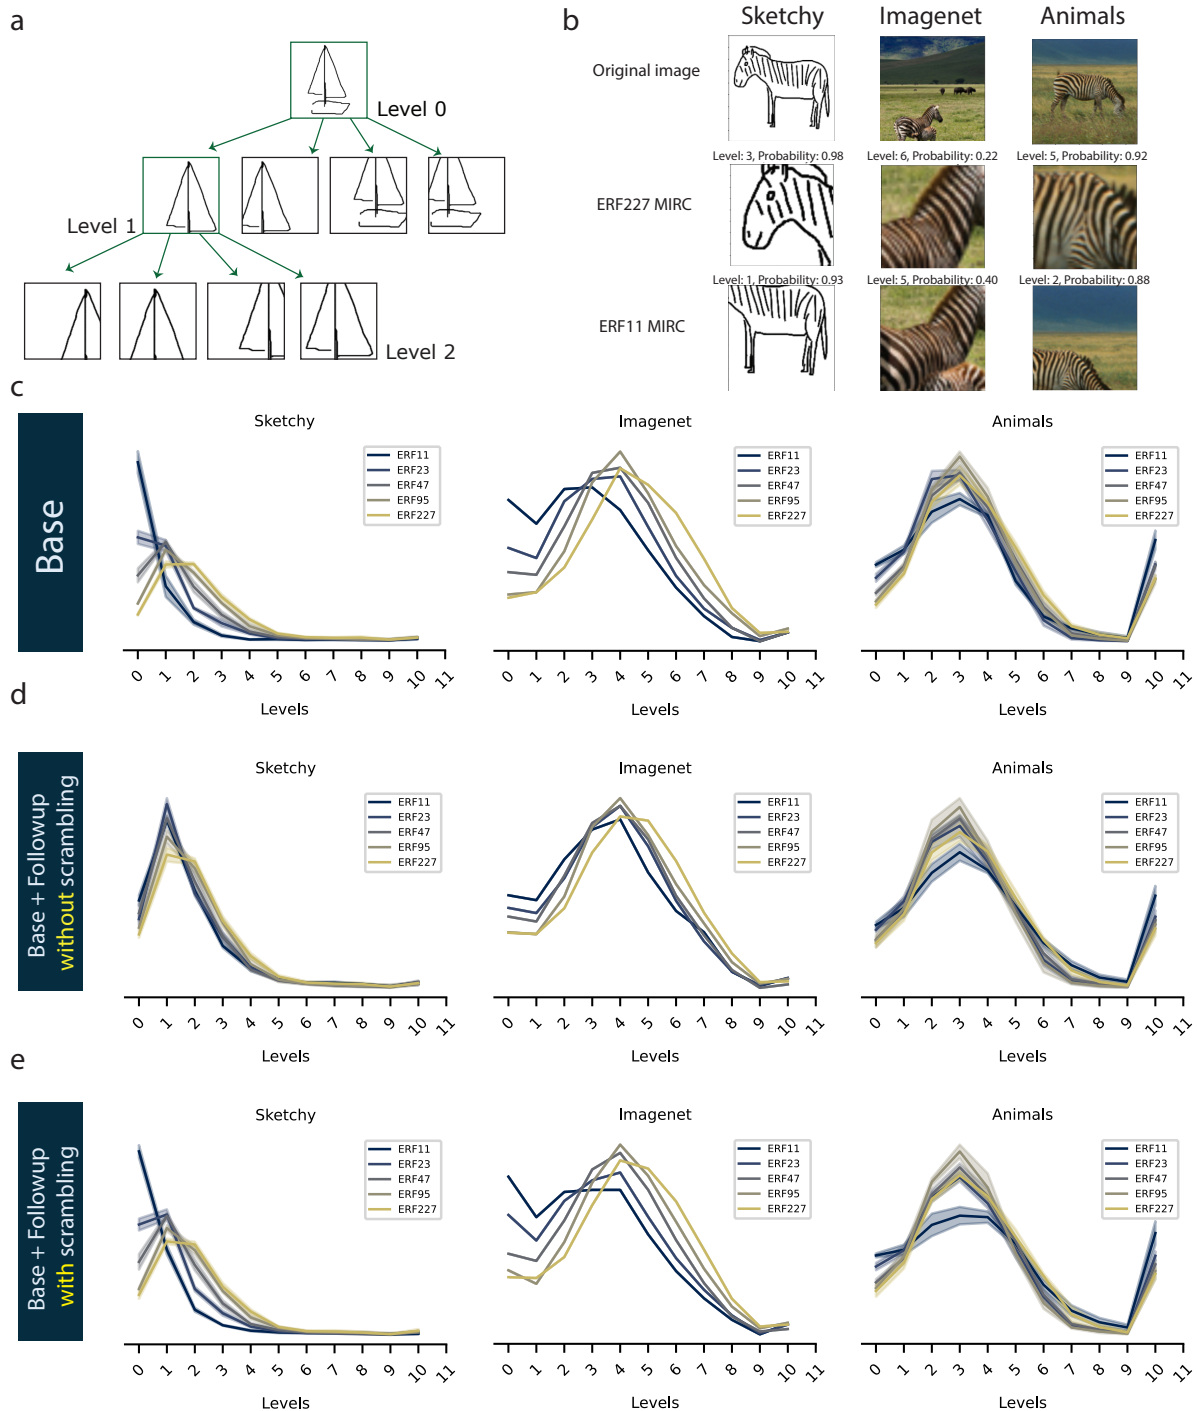 a
Level 0
Level 1
Level 2
b
Sketchy
Imagenet
Animals
Original image
Level: 3, Probability: 0.98
Level: 6, Probability: 0.22
Level: 5, Probability: 0.92
ERF227 MIRC
Level: 1, Probability: 0.93
Level: 5, Probability: 0.40
Level: 2, Probability: 0.88
ERF11 MIRC
c
Base
Sketchy
ERF11
ERF23
ERF47
ERF95
ERF227
0 1 2 3 4 5 6 7 8 9 10 11
Levels
Imagenet
ERF11
ERF23
ERF47
ERF95
ERF227
0 1 2 3 4 5 6 7 8 9 10 11
Levels
Animals
ERF11
ERF23
ERF47
ERF95
ERF227
0 1 2 3 4 5 6 7 8 9 10 11
Levels
d
Base + Followup
without scrambling
Sketchy
ERF11
ERF23
ERF47
ERF95
ERF227
0 1 2 3 4 5 6 7 8 9 10 11
Levels
Imagenet
ERF11
ERF23
ERF47
ERF95
ERF227
0 1 2 3 4 5 6 7 8 9 10 11
Levels
Animals
ERF11
ERF23
ERF47
ERF95
ERF227
0 1 2 3 4 5 6 7 8 9 10 11
Levels
e
Base + Followup
with scrambling
Sketchy
ERF11
ERF23
ERF47
ERF95
ERF227
0 1 2 3 4 5 6 7 8 9 10 11
Levels
Imagenet
ERF11
ERF23
ERF47
ERF95
ERF227
0 1 2 3 4 5 6 7 8 9 10 11
Levels
Animals
ERF11
ERF23
ERF47
ERF95
ERF227
0 1 2 3 4 5 6 7 8 9 10 11
Levels